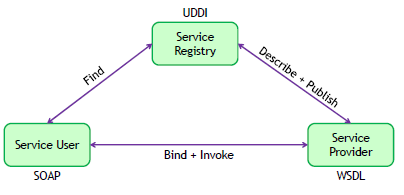 UDDI
Service
Registry
Find
Describe + Publish
Service User
Bind + Invoke
Service
Provider
SOAP
WSDL